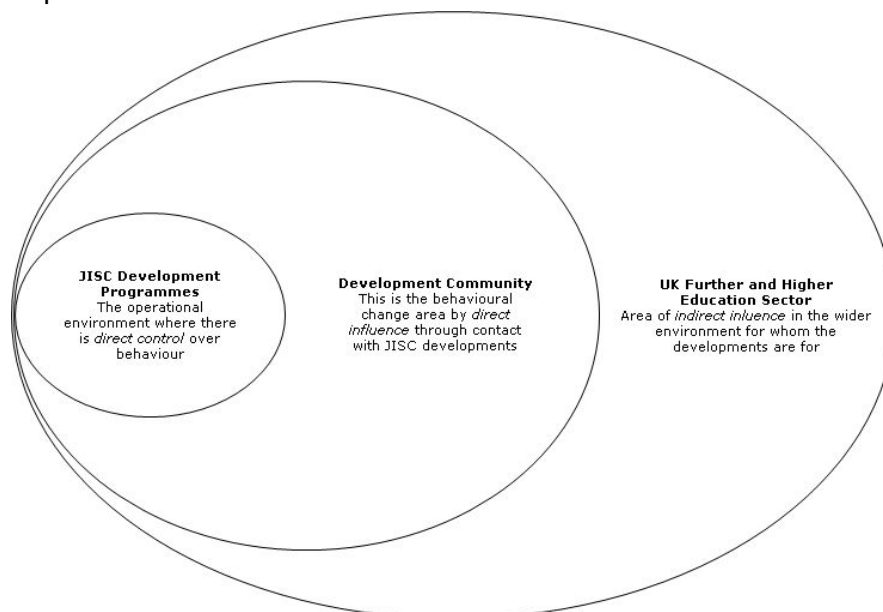 JISC Development
Programmes
The operational
environment where there
is direct control over
behaviour
Development Community
This is the behavioural
change area by direct
influence through contact
with JISC developments
UK Further and Higher
Education Sector
Area of indirect inluence in the wider
environment for whom the
developments are for